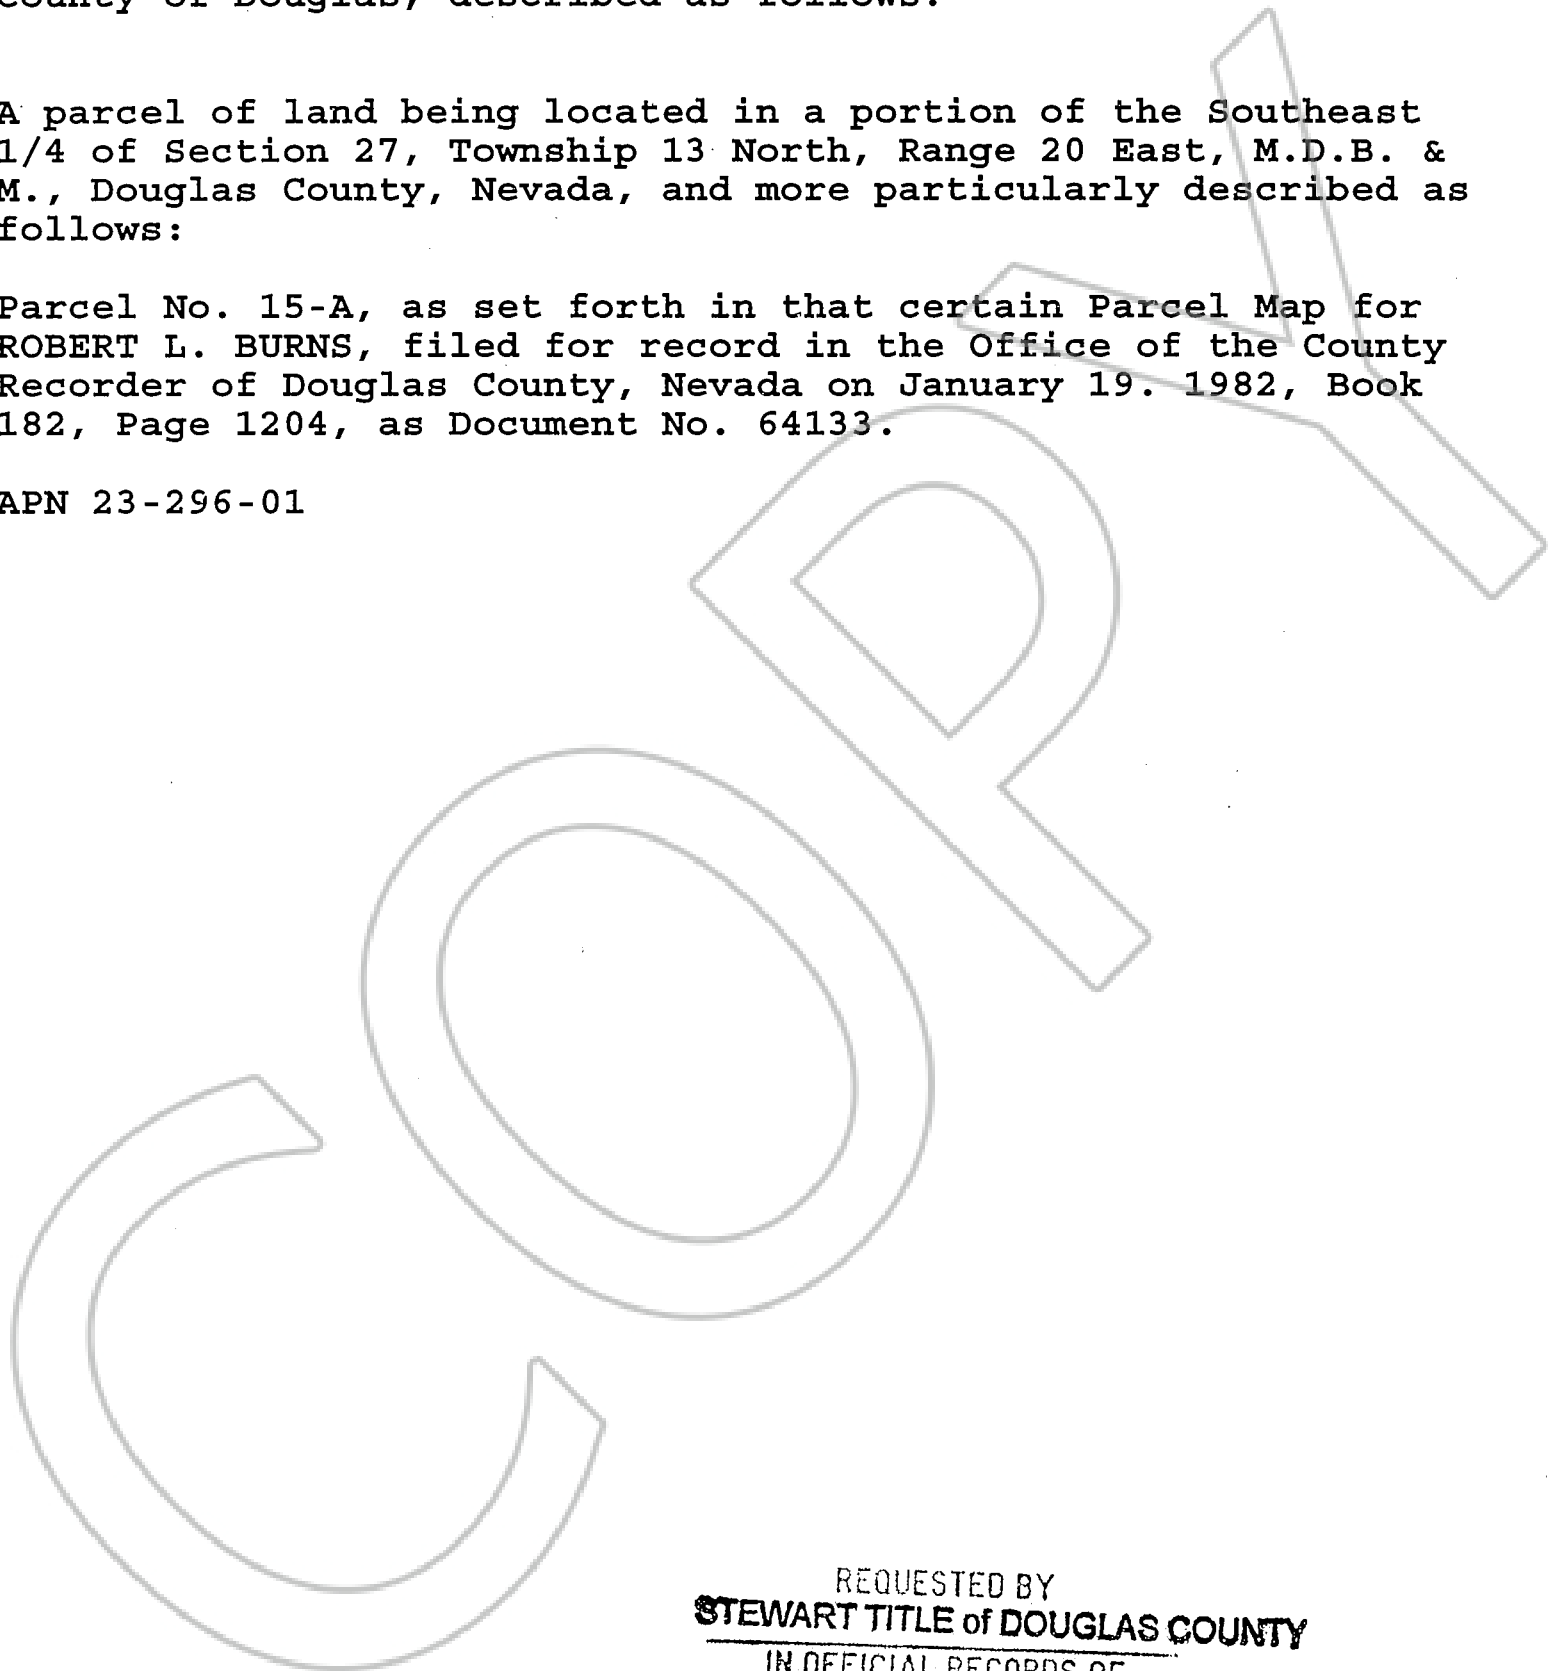 County of Douglas, described as follows:
A parcel of land being located in a portion of the Southeast
1/4 of Section 27, Township 13 North, Range 20 East, M.D.B. &
M., Douglas County, Nevada, and more particularly described as
follows:
Parcel No. 15-A, as set forth in that certain Parcel Map for
ROBERT L. BURNS, filed for record in the Office of the County
Recorder of Douglas County, Nevada on January 19. 1982, Book
182, Page 1204, as Document No. 64133.
APN 23-296-01
COPY
REQUESTED BY
STEWART TITLE of DOUGLAS COUNTY
IN OFFICIAL RECORDS OF